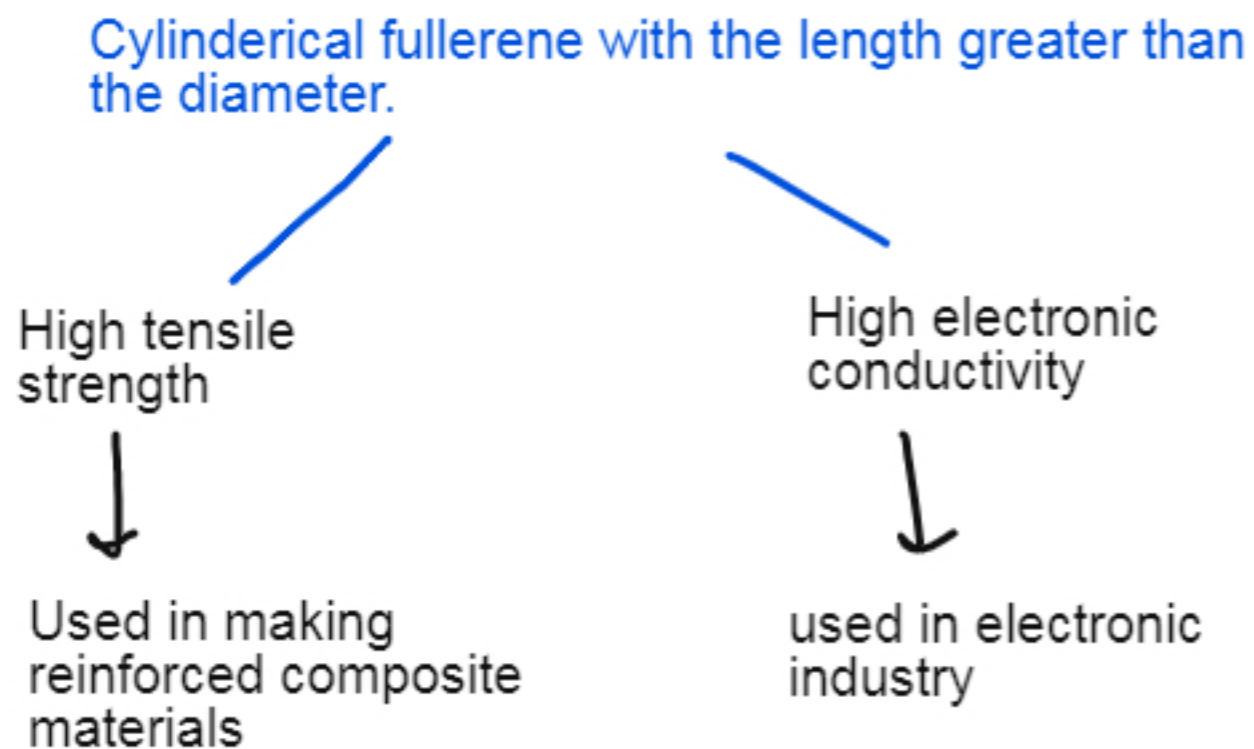 Cylinderical fullerene with the length greater than
the diameter.
High tensile
strength
High electronic
conductivity
Used in making
reinforced composite
materials
used in electronic
industry